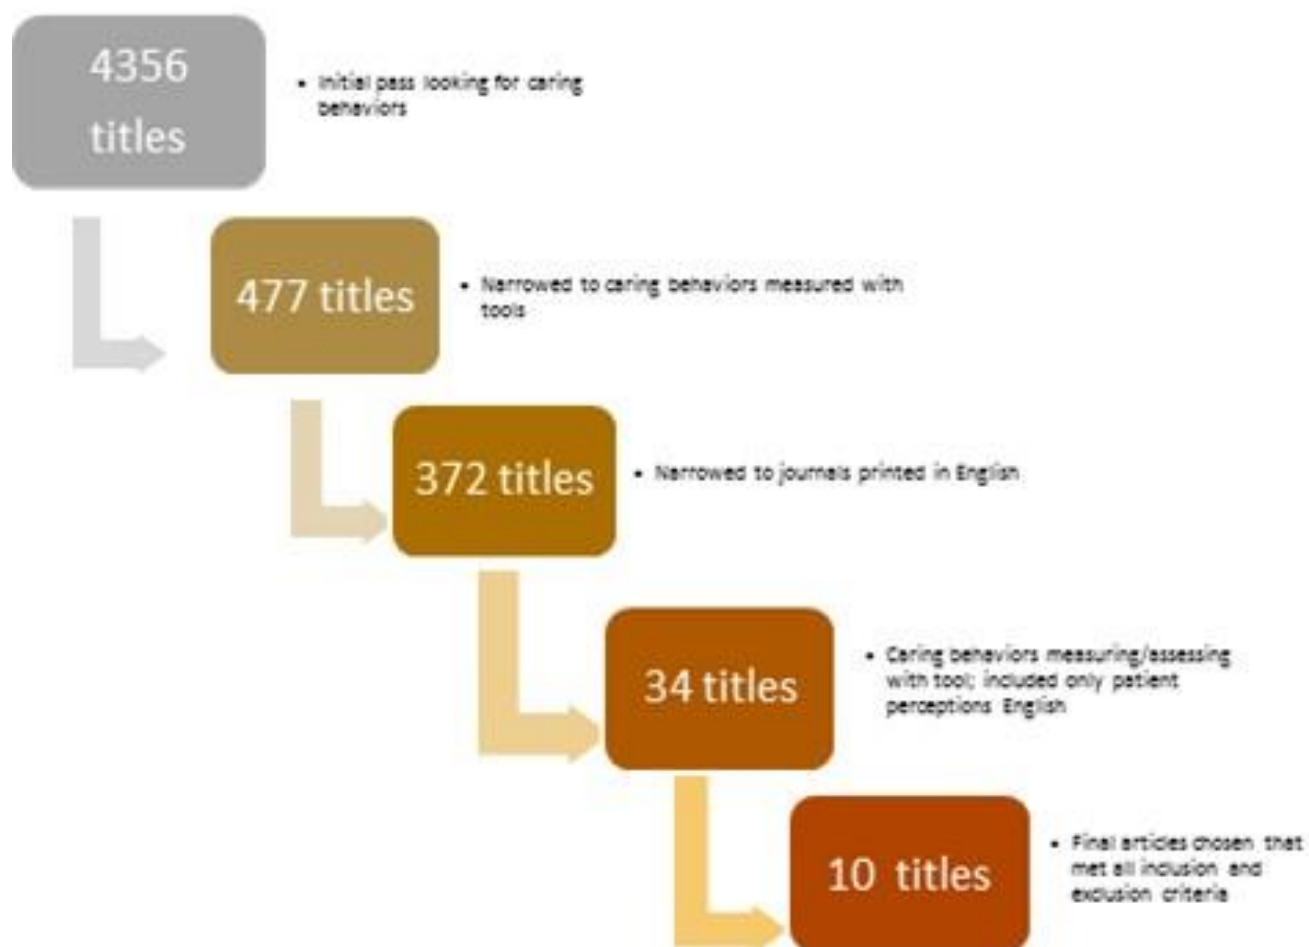 4356
titles
• Initial pass looking for caring
behaviors
477 titles
• Narrowed to caring behaviors measured with
tools
372 titles
• Narrowed to journals printed in English
34 titles
• Caring behaviors measuring/assessing
with tool; included only patient
perceptions English
10 titles
• Final articles chosen that
met all inclusion and
exclusion criteria